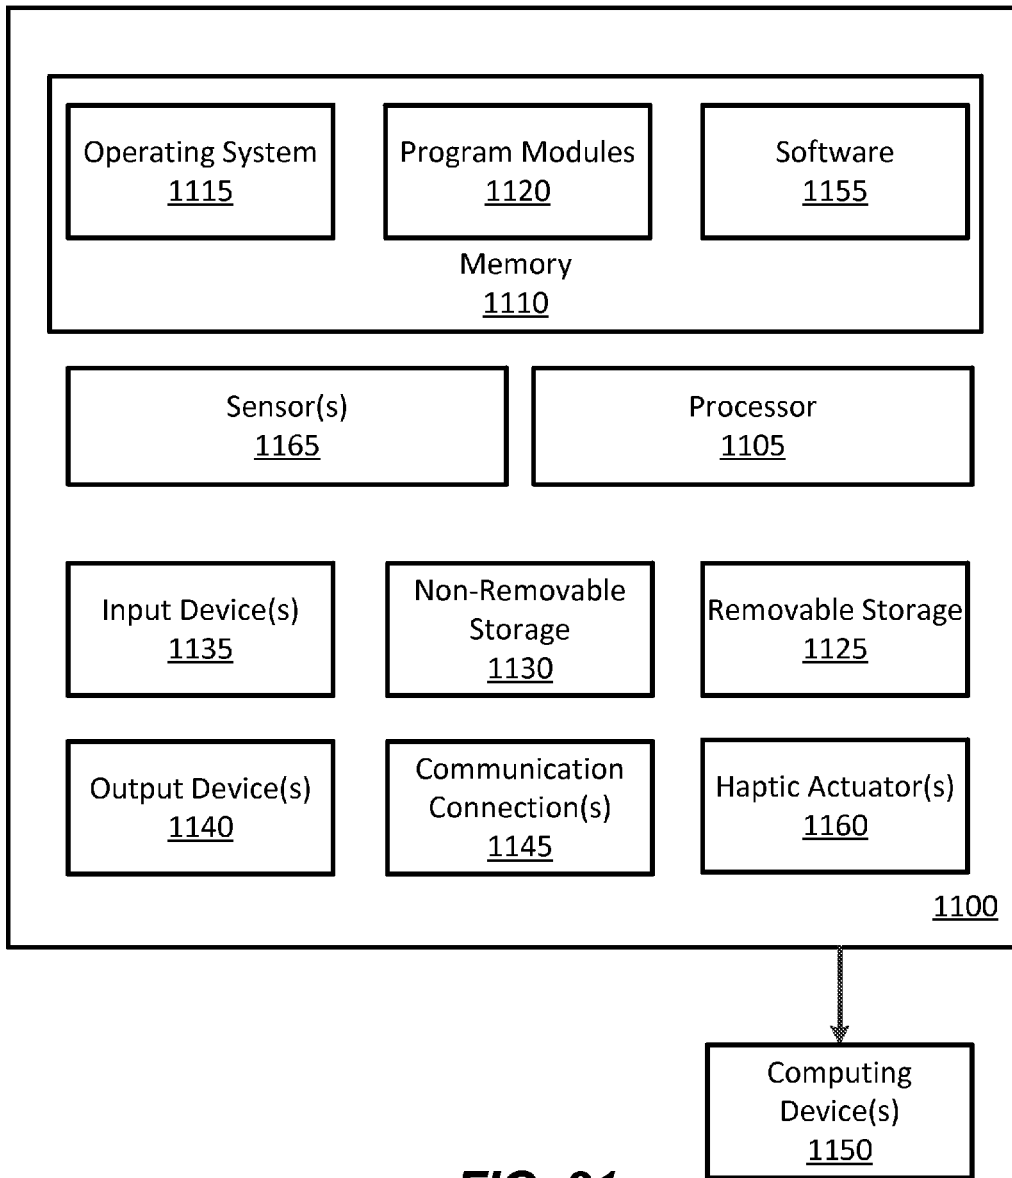 Operating System
1115
Program Modules
1120
Software
1155
Memory
1110
Sensor(s)
1165
Processor
1105
Input Device(s)
1135
Non-Removable
Storage
1130
Removable Storage
1125
Output Device(s)
1140
Communication
Connection(s)
1145
Haptic Actuator(s)
1160
1100
Computing
Device(s)
1150